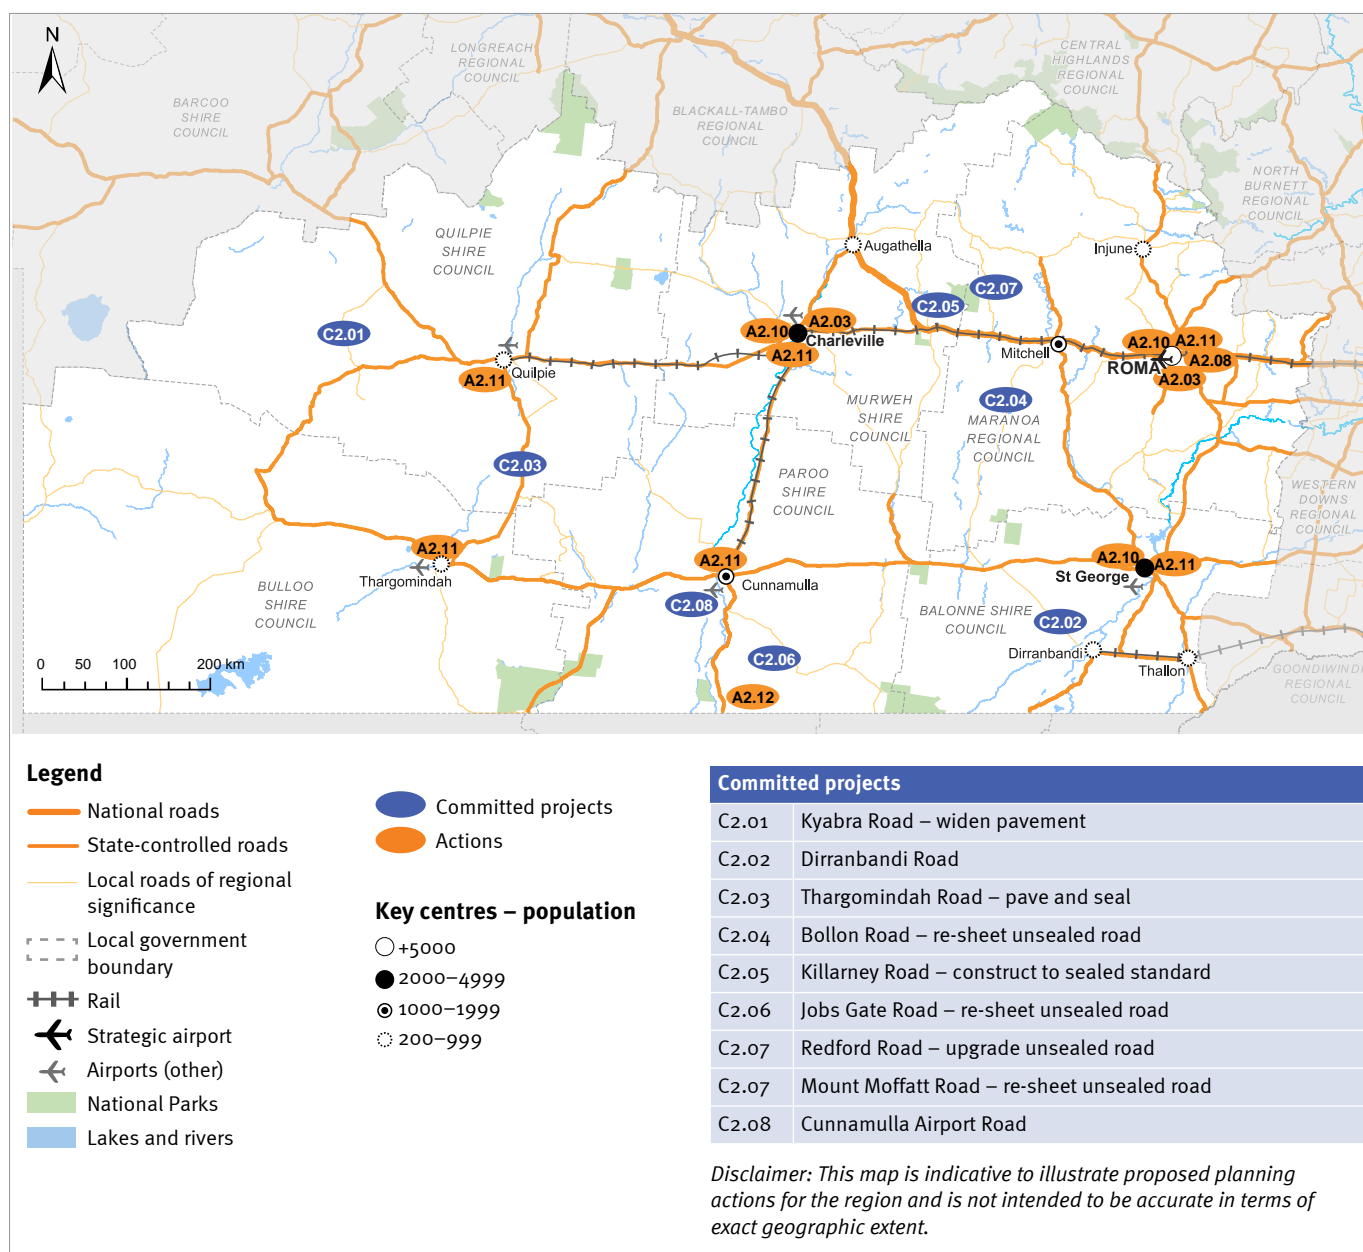 N
LONGREACH
REGIONAL
COUNCIL
CENTRAL
HIGHLANDS
REGIONAL
COUNCIL
BARCOO
SHIRE
COUNCIL
BLACKALL-TAMBO
REGIONAL
COUNCIL
NORTH
BURNETT
REGIONAL
COUNCIL
QUILPIE
SHIRE
COUNCIL
Augathella
Injune
C2.07
C2.05
C2.01
A2.10
A2.03
Charleville
A2.11
Mitchell
A2.10
A2.11
A2.08
ROMA
A2.03
Quilpie
A2.11
MURWEH
SHIRE
COUNCIL
C2.04
MARANOA
REGIONAL
COUNCIL
C2.03
PAROO
SHIRE
COUNCIL
WESTERN
DOWNS
REGIONAL
COUNCIL
A2.11
Thargomindah
A2.11
Cunnamulla
A2.10
A2.11
St George
BULLOO
SHIRE
COUNCIL
C2.08
BALONNE SHIRE
COUNCIL
C2.02
Dirranbandi
Thallon
C2.06
A2.12
GOONDIWINDI
REGIONAL
COUNCIL
0 50 100 200 km
Legend
National roads
State-controlled roads
Local roads of regional
significance
Local government
boundary
Rail
Strategic airport
Airports (other)
National Parks
Lakes and rivers
Committed projects
Actions
Key centres – population
+5000
2000–4999
1000–1999
200–999
Committed projects
C2.01 Kyabra Road – widen pavement
C2.02 Dirranbandi Road
C2.03 Thargomindah Road – pave and seal
C2.04 Bollon Road – re-sheet unsealed road
C2.05 Killarney Road – construct to sealed standard
C2.06 Jobs Gate Road – re-sheet unsealed road
C2.07 Redford Road – upgrade unsealed road
C2.07 Mount Moffatt Road – re-sheet unsealed road
C2.08 Cunnamulla Airport Road
Disclaimer: This map is indicative to illustrate proposed planning
actions for the region and is not intended to be accurate in terms of
exact geographic extent.